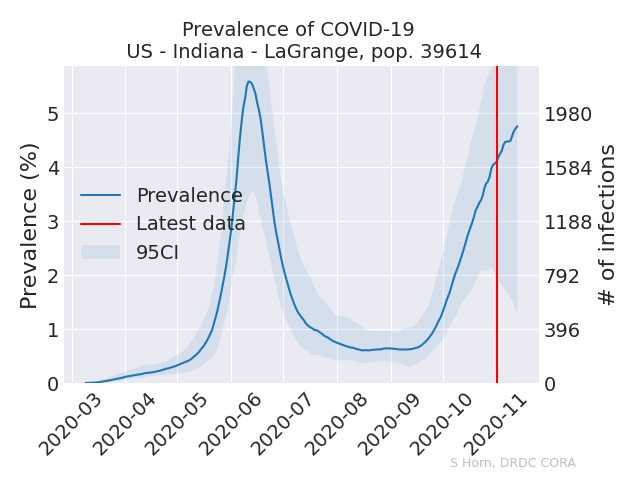 Prevalence of COVID-19
US - Indiana - LaGrange, pop. 39614
Prevalence (%)
5
4
3
2
1
0
1980
1584
1188
792
396
0
# of infections
Prevalence
Latest data
95CI
2020-03
2020-04
2020-05
2020-06
2020-07
2020-08
2020-09
2020-10
2020-11
S Horn, DRDC CORA